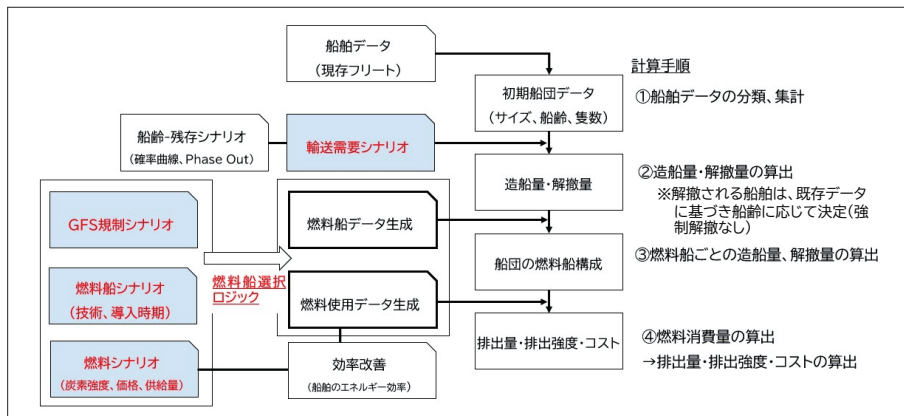 船舶データ
(現存フリート)
計算手順
初期船団データ
(サイズ、船齢、隻数)
①船舶データの分類、集計
船齢-残存シナリオ
(確率曲線、Phase Out)
輸送需要シナリオ
造船量・解撤量
②造船量・解撤量の算出
※解撤される船舶は、既存データ
に基づき船齢に応じて決定(強
制解撤なし)
GFS規制シナリオ
燃料船データ生成
船団の燃料船構成
③燃料船ごとの造船量、解撤量の算出
燃料船選択
ロジック
燃料船シナリオ
(技術、導入時期)
燃料使用データ生成
排出量・排出強度・コスト
④燃料消費量の算出
→排出量・排出強度・コストの算出
燃料シナリオ
(炭素強度、価格、供給量)
効率改善
(船舶のエネルギー効率)